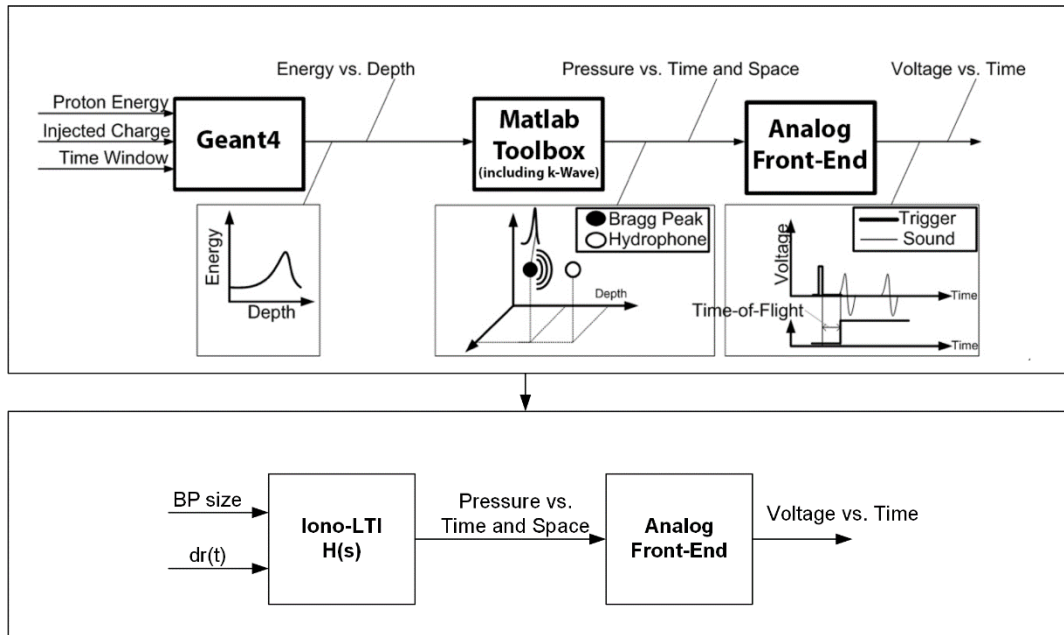 Energy vs. Depth
Pressure vs. Time and Space
Voltage vs. Time
Proton Energy
Injected Charge
Time Window
Geant4
Matlab
Toolbox
(including k-Wave)
Analog
Front-End
Energy
Depth
Bragg Peak
Hydrophone
Depth
Trigger
Sound
Voltage
Time
Time-of-Flight
Time
BP size
dr(t)
Iono-LTI
H(s)
Pressure vs.
Time and Space
Analog
Front-End
Voltage vs. Time